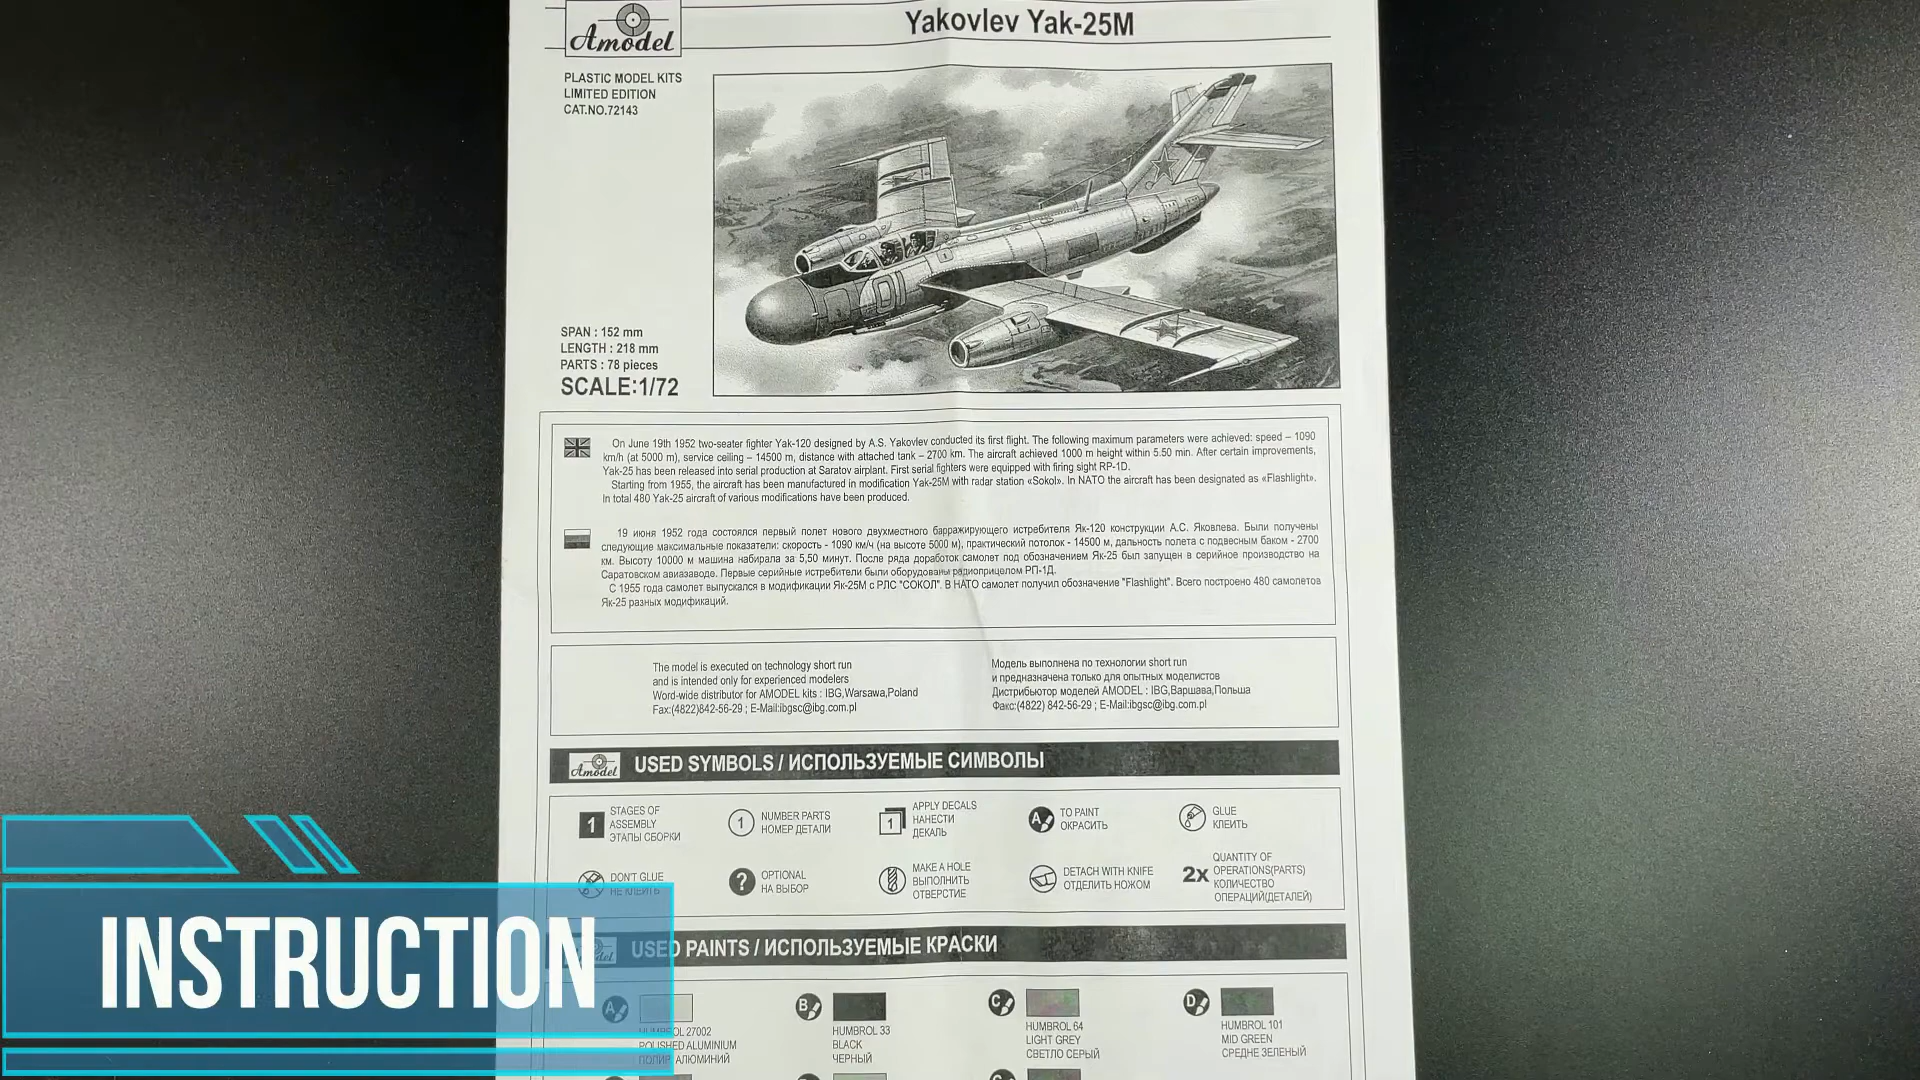 Amodel
Yakovlev Yak-25M
PLASTIC MODEL KITS
LIMITED EDITION
CAT.NO.72143
SPAN : 152 mm
LENGTH : 218 mm
PARTS : 78 pieces
SCALE:1/72
01
On June 19th 1952 two-seater fighter Yak-120 designed by A.S. Yakovlev conducted its first flight. The following maximum parameters were achieved: speed – 1090
km/h (at 5000 m), service ceiling – 14500 m, distance with attached tank – 2700 km. The aircraft achieved 1000 m height within 5.50 min. After certain improvements,
Yak-25 has been released into serial production at Saratov airplant. First serial fighters were equipped with firing sight RP-1D.
Starting from 1955, the aircraft has been manufactured in modification Yak-25M with radar station «Sokol». In NATO the aircraft has been designated as «Flashlight».
In total 480 Yak-25 aircraft of various modifications have been produced.
19 июня 1952 года состоялся первый полет нового двухместного барражирующего истребителя Як-120 конструкции А.С. Яковлева. Были получены
следующие максимальные показатели: скорость - 1090 км/ч (на высоте 5000 м), практический потолок - 14500 м, дальность полета с подвесным баком - 2700
км. Высоту 10000 м машина набирала за 5,50 минут. После ряда доработок самолет под обозначением Як-25 был запущен в серийное производство на
Саратовском авиазаводе. Первые серийные истребители были оборудованы радиоприцелом РП-1Д.
С 1955 года самолет выпускался в модификации Як-25М с РЛС "СОКОЛ". В НАТО самолет получил обозначение "Flashlight". Всего построено 480 самолетов
Як-25 разных модификаций.
The model is executed on technology short run
and is intended only for experienced modelers
Word-wide distributor for AMODEL kits : IBG,Warsawa,Poland
Fax:(4822)842-56-29 ; E-Mail:ibgsc@ibg.com.pl
Модель выполнена по технологии short run
и предназначена только для опытных моделистов
Дистрибьютор моделей AMODEL : IBG,Варшава,Польша
Факс:(4822) 842-56-29 ; E-Mail:ibgsc@ibg.com.pl
Amodel USED SYMBOLS / ИСПОЛЬЗУЕМЫЕ СИМВОЛЫ
1 STAGES OF
ASSEMBLY
ЭТАПЫ СБОРКИ
1 NUMBER PARTS
НОМЕР ДЕТАЛИ
1 APPLY DECALS
НАНЕСТИ
ДЕКАЛЬ
A TO PAINT
ОКРАСИТЬ
GLUE
КЛЕИТЬ
DON'T GLUE
НЕ КЛЕИТЬ
? OPTIONAL
НА ВЫБОР
MAKE A HOLE
ВЫПОЛНИТЬ
ОТВЕРСТИЕ
DETACH WITH KNIFE
ОТДЕЛИТЬ НОЖОМ
2x QUANTITY OF
OPERATIONS(PARTS)
КОЛИЧЕСТВО
ОПЕРАЦИЙ(ДЕТАЛЕЙ)
USED PAINTS / ИСПОЛЬЗУЕМЫЕ КРАСКИ
A
HUMBROL 27002
POLISHED ALUMINIUM
ПОЛИР. АЛЮМИНИЙ
B
HUMBROL 33
BLACK
ЧЕРНЫЙ
C
HUMBROL 64
LIGHT GREY
СВЕТЛО СЕРЫЙ
D
HUMBROL 101
MID GREEN
СРЕДНЕ ЗЕЛЕНЫЙ
INSTRUCTION